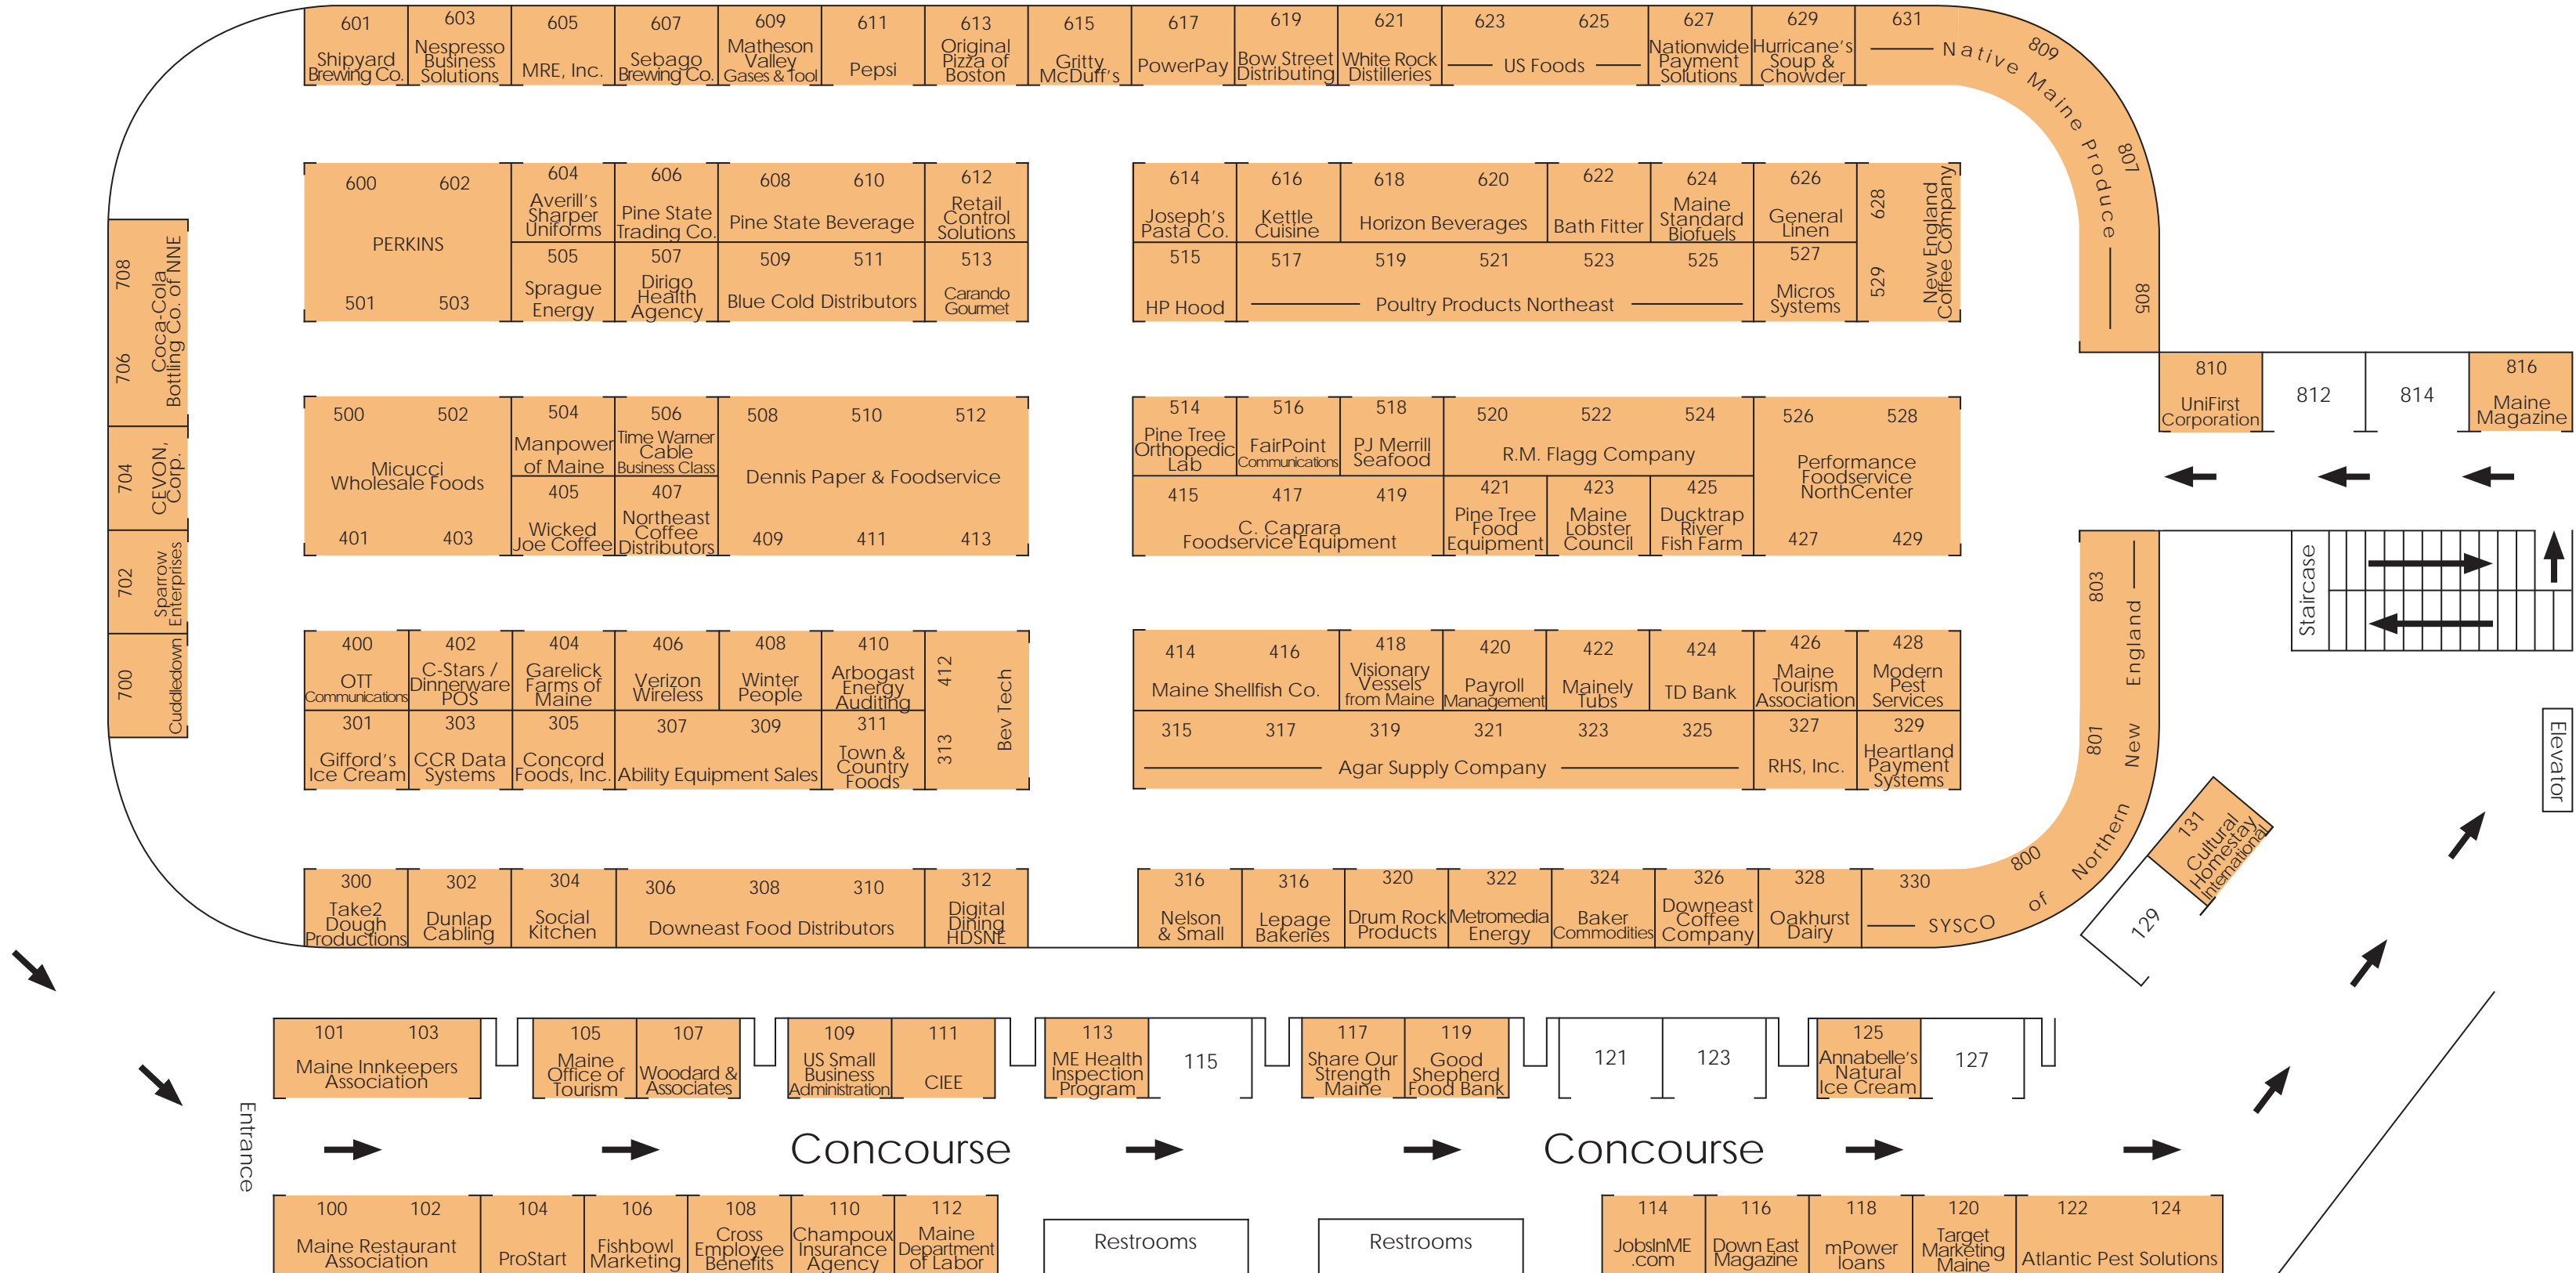 601
Shipyard
Brewing Co.
603
Nespresso
Business
Solutions
605
MRE, Inc.
607
Sebago
Brewing Co.
609
Matheson
Valley
Gases & Tool
611
Pepsi
613
Original
Pizza of
Boston
615
Gritty
McDuff's
617
PowerPay
619
Bow Street
Distributing
621
White Rock
Distilleries
623 625
US Foods
627
Nationwide
Payment
Solutions
629
Hurricane's
Soup &
Chowder
631 809 807 805
Native Maine Produce
600 602
PERKINS
501 503
604
Averill's
Sharper
Uniforms
606
Pine State
Trading Co.
608 610
Pine State Beverage
612
Retail
Control
Solutions
505
Sprague
Energy
507
Dirigo
Health
Agency
509 511
Blue Cold Distributors
513
Carando
Gourmet
614
Joseph's
Pasta Co.
616
Kettle
Cuisine
618 620
Horizon Beverages
622
Bath Fitter
624
Maine
Standard
Biofuels
626
General
Linen
628 529
New England
Coffee Company
515
HP Hood
517 519 521 523 525
Poultry Products Northeast
527
Micros
Systems
708 706
Coca-Cola
Bottling Co. of NNE
704
CEVON,
Corp.
702
Sparrow
Enterprises
700
Cuddledown
810
UniFirst
Corporation
812
814
816
Maine
Magazine
500 502
Micucci
Wholesale Foods
401 403
504
Manpower
of Maine
506
Time Warner
Cable
Business Class
508 510 512
Dennis Paper & Foodservice
409 411 413
405
Wicked
Joe Coffee
407
Northeast
Coffee
Distributors
514
Pine Tree
Orthopedic
Lab
516
FairPoint
Communications
518
PJ Merrill
Seafood
520 522 524
R.M. Flagg Company
526 528
Performance
Foodservice
NorthCenter
427 429
415 417 419
C. Caprara
Foodservice Equipment
421
Pine Tree
Food
Equipment
423
Maine
Lobster
Council
425
Ducktrap
River
Fish Farm
Staircase
Elevator
400
OTT
Communications
402
C-Stars /
Dinnerware
POS
404
Garelick
Farms of
Maine
406
Verizon
Wireless
408
Winter
People
410
Arbogast
Energy
Auditing
412 313
Bev Tech
301
Gifford's
Ice Cream
303
CCR Data
Systems
305
Concord
Foods, Inc.
307 309
Ability Equipment Sales
311
Town &
Country
Foods
414 416
Maine Shellfish Co.
418
Visionary
Vessels
from Maine
420
Payroll
Management
422
Mainely
Tubs
424
TD Bank
426
Maine
Tourism
Association
428
Modern
Pest
Services
315 317 319 321 323 325
Agar Supply Company
327
RHS, Inc.
329
Heartland
Payment
Systems
300
Take2
Dough
Productions
302
Dunlap
Cabling
304
Social
Kitchen
306 308 310
Downeast Food Distributors
312
Digital
Dining
HDSNE
316
Nelson
& Small
316
Lepage
Bakeries
320
Drum Rock
Products
322
Metromedia
Energy
324
Baker
Commodities
326
Downeast
Coffee
Company
328
Oakhurst
Dairy
330 800 801 803
SYSCO of Northern New England
131
Cultural
Homestay
International
129
101 103
Maine Innkeepers
Association
105
Maine
Office of
Tourism
107
Woodard &
Associates
109
US Small
Business
Administration
111
CIEE
113
ME Health
Inspection
Program
115
117
Share Our
Strength
Maine
119
Good
Shepherd
Food Bank
121
123
125
Annabelle's
Natural
Ice Cream
127
Entrance
Concourse
Concourse
100 102
Maine Restaurant
Association
104
ProStart
106
Fishbowl
Marketing
108
Cross
Employee
Benefits
110
Champoux
Insurance
Agency
112
Maine
Department
of Labor
Restrooms
Restrooms
114
JobsInME
.com
116
Down East
Magazine
118
mPower
loans
120
Target
Marketing
Maine
122 124
Atlantic Pest Solutions